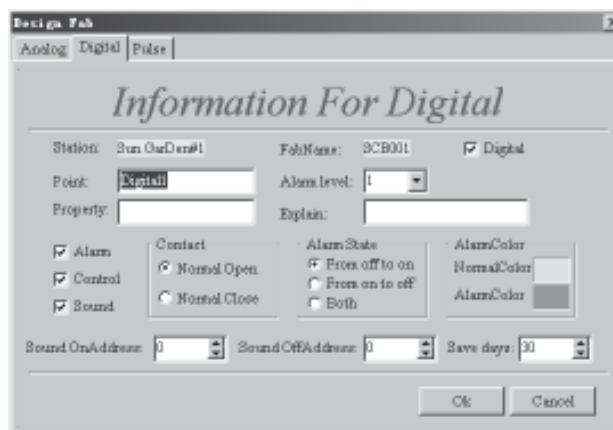 Design Fab
Analog Digital Pulse
Information For Digital
Station: Sun GarDen#1 FabName: SCB001 Digital
Point: Digital1 Alarm level: 1
Property: Explain:
Alarm Control Sound
Contact
Normal Open
Normal Close
AlarmState
From off to on
From on to off
Both
AlarmColor
NormalColor
AlarmColor
Sound OnAddress: 0 Sound OffAddress: 0 Save days: 30
Ok Cancel